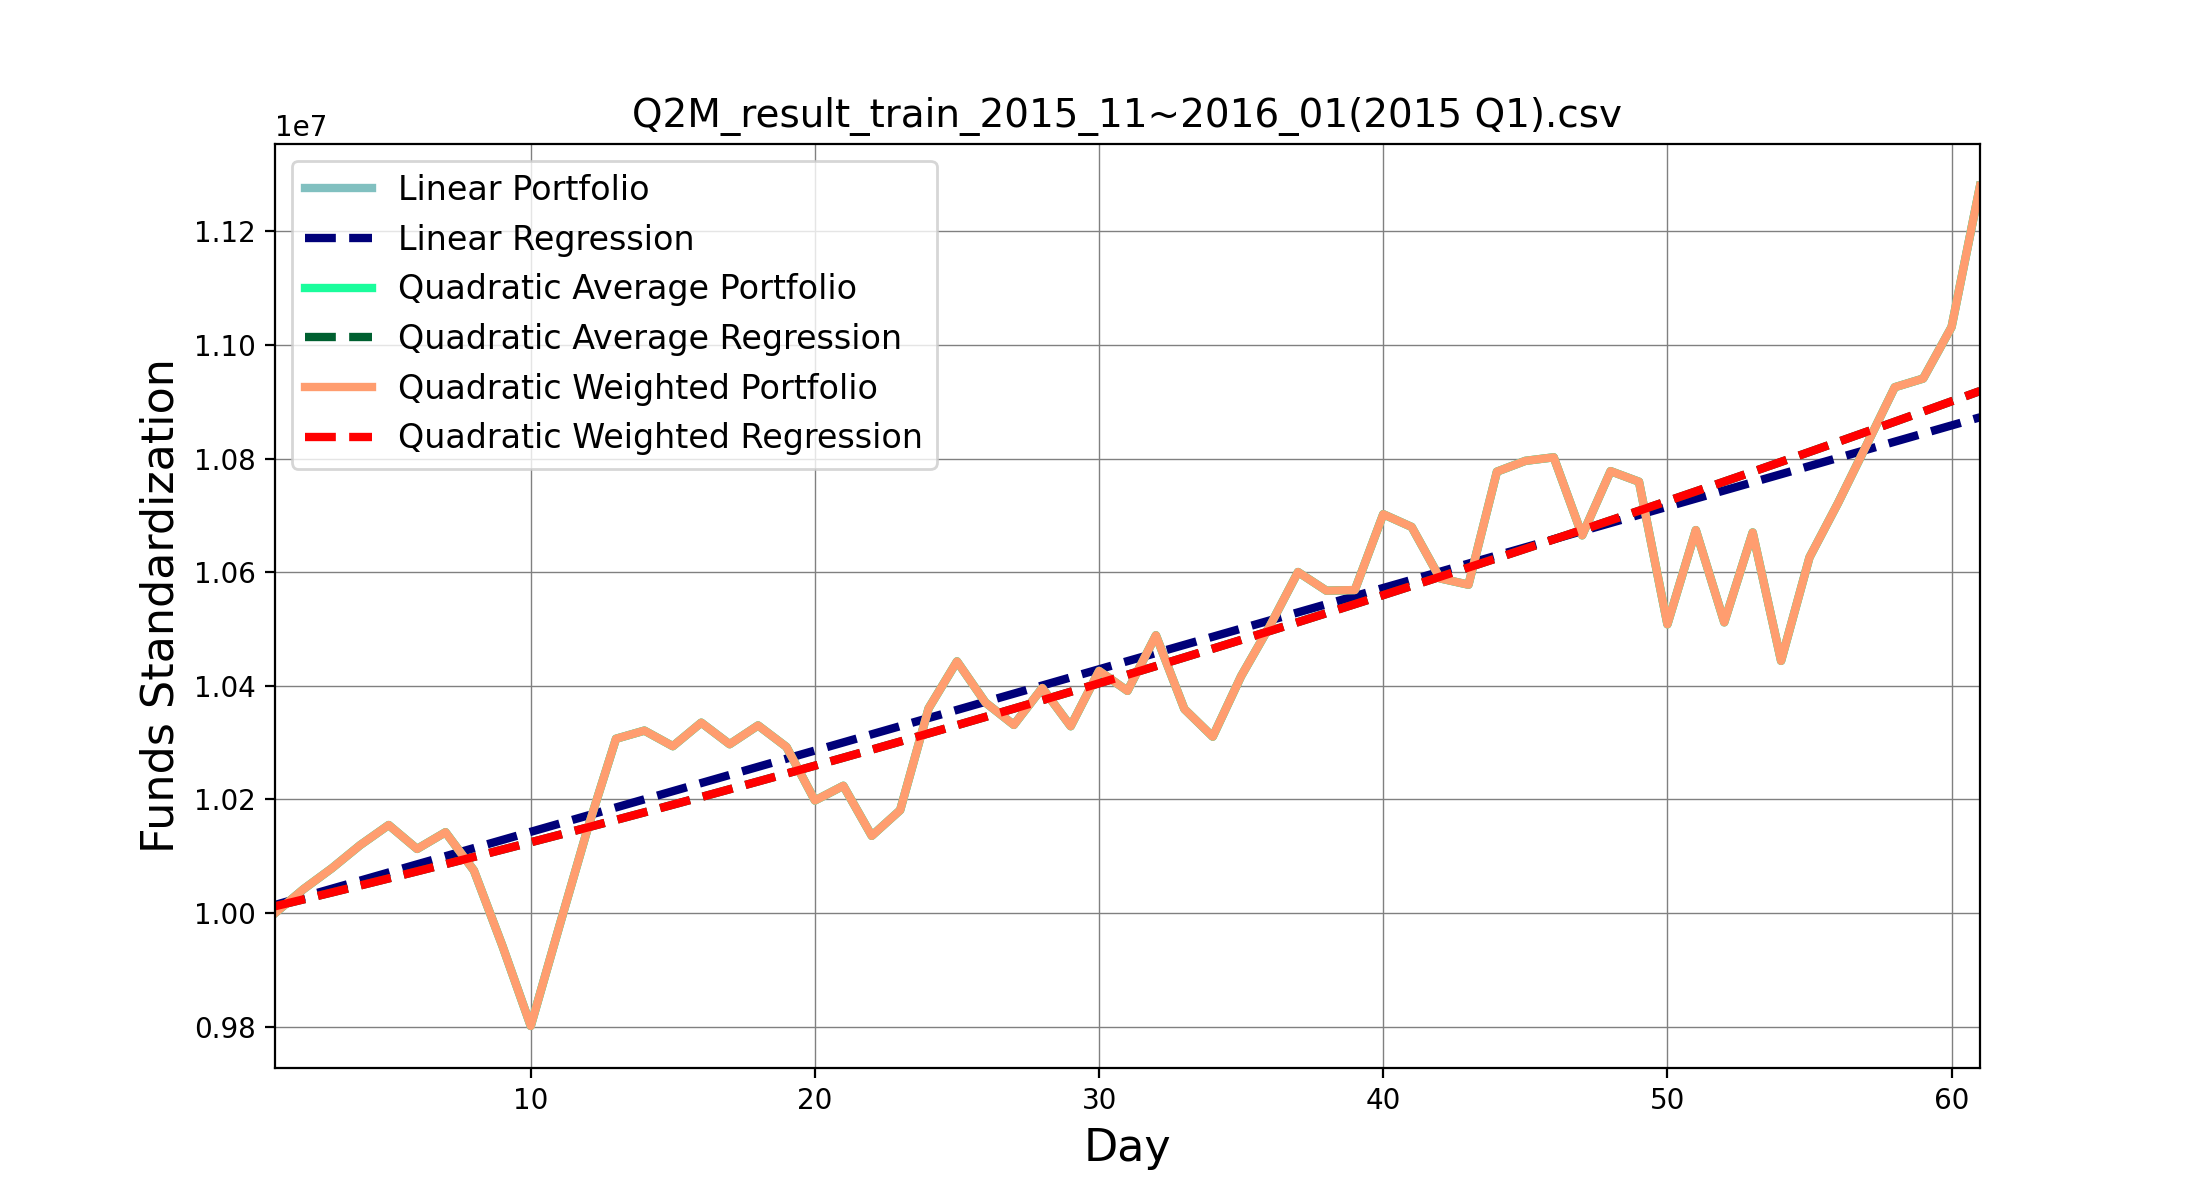 Q2M_result_train_2015_11~2016_01(2015 Q1).csv
1e7
Linear Portfolio
Linear Regression
Quadratic Average Portfolio
Quadratic Average Regression
Quadratic Weighted Portfolio
Quadratic Weighted Regression
1.12
1.10
1.08
1.06
1.04
1.02
1.00
0.98
Funds Standardization
10 20 30 40 50 60
Day